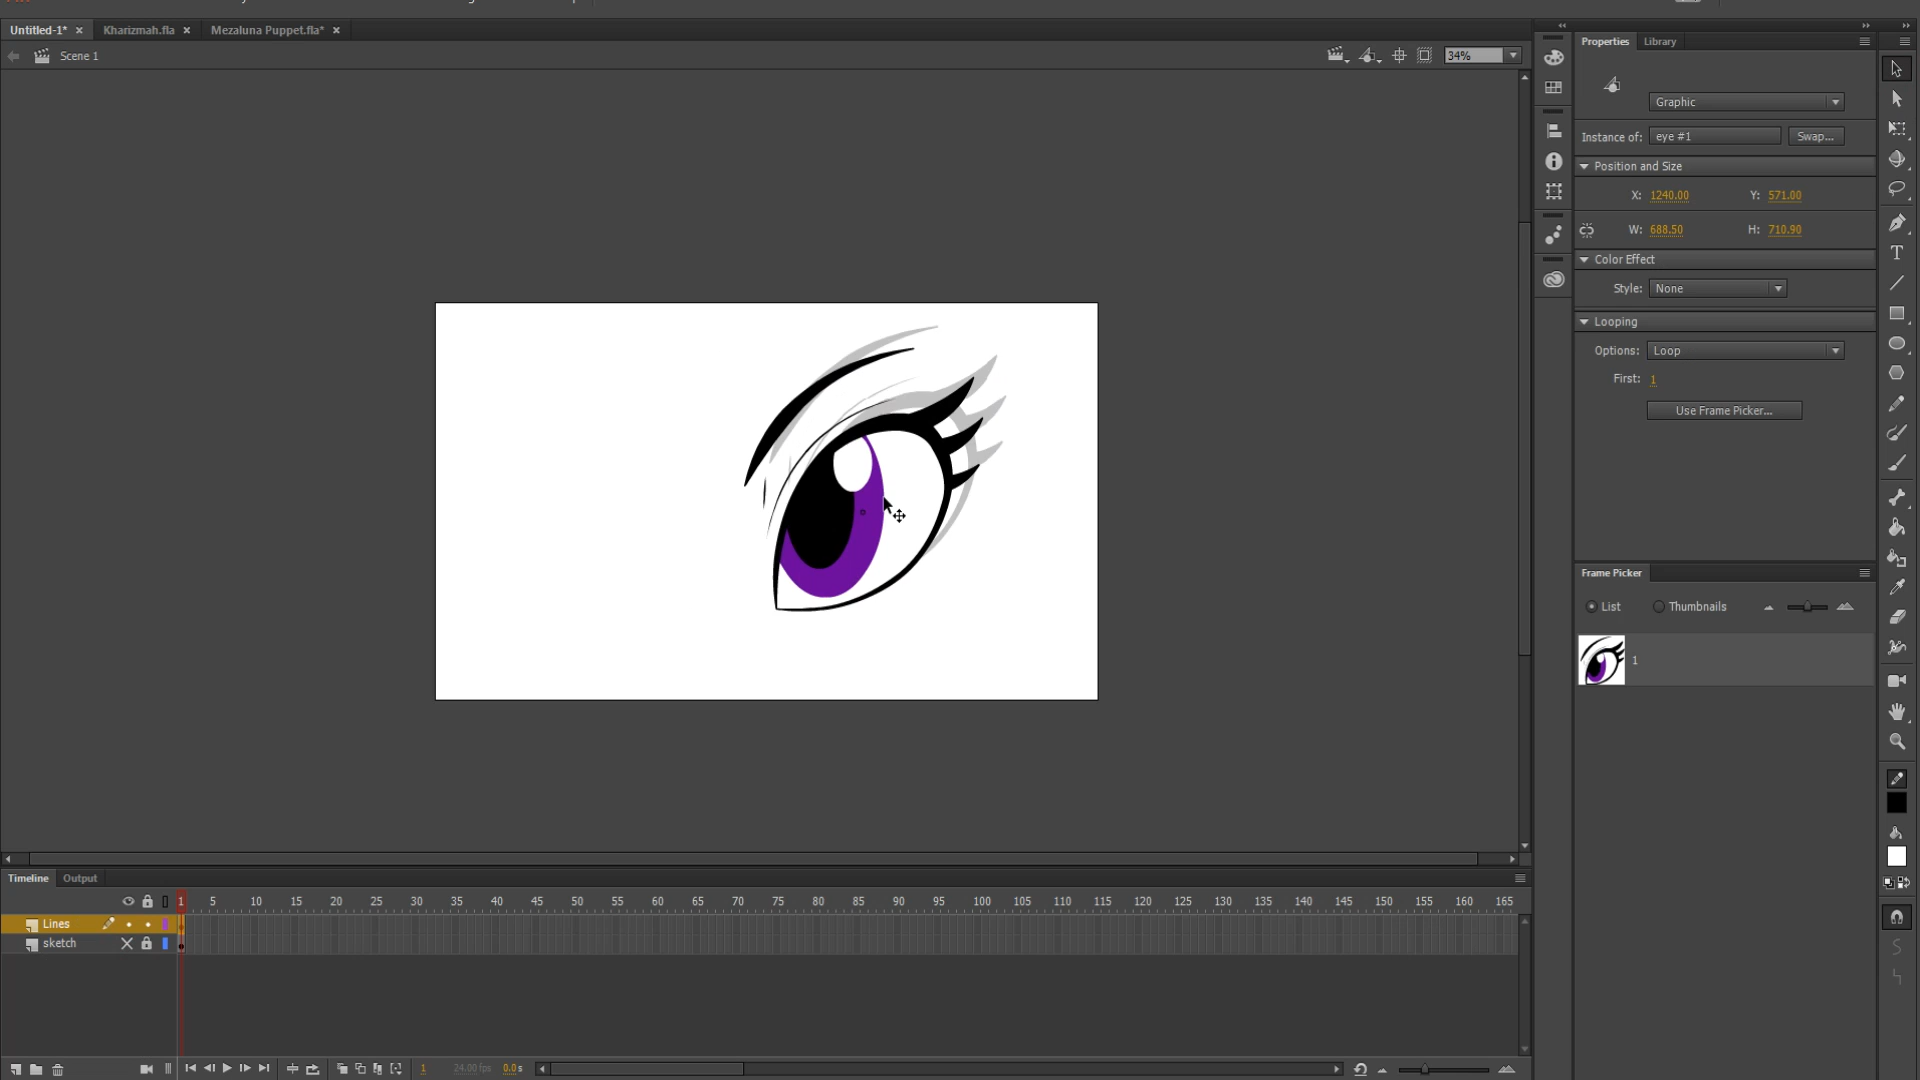 Untitled-1* × Kharizmah.fla × Mezaluna Puppet.fla* ×
Scene 1
34%
Properties Library
Graphic
Instance of: eye #1 Swap...
Position and Size
X: 1240.00 Y: 571.00
W: 688.50 H: 710.90
Color Effect
Style: None
Looping
Options: Loop
First: 1
Use Frame Picker...
Frame Picker
List Thumbnails
1
Timeline Output
1 5 10 15 20 25 30 35 40 45 50 55 60 65 70 75 80 85 90 95 100 105 110 115 120 125 130 135 140 145 150 155 160 165
Lines
sketch
1 24.00 fps 0.0 s